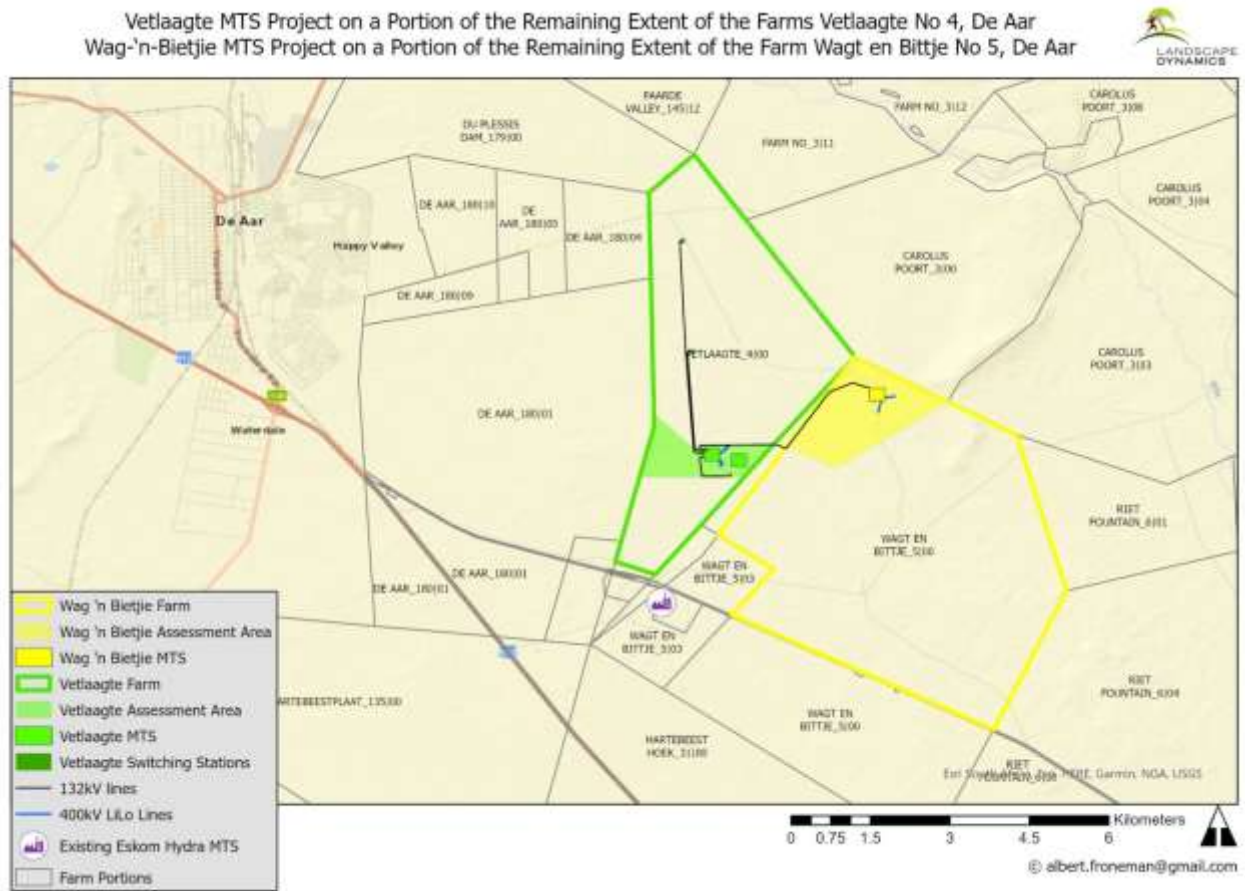 Vetlaagte MTS Project on a Portion of the Remaining Extent of the Farms Vetlaagte No 4, De Aar
Wag-'n-Bietjie MTS Project on a Portion of the Remaining Extent of the Farm Wagt en Bittje No 5, De Aar
LANDSCAPE
DYNAMICS
PAARDE
VALLEY_145|12
FARM NO_3|12
CAROLUS
POORT_3|08
DU PLESSIS
DAM_179|00
FARM NO_3|11
CAROLUS
POORT_3|04
DE AAR_180|10
DE
AAR_180|05
DE AAR_180|04
De Aar
Happy Valley
CAROLUS
POORT_3|00
DE AAR_180|09
VETLAAGTE_4|00
CAROLUS
POORT_3|03
DE AAR_180|01
Waterdale
RIET
FOUNTAIN_6|01
WAGT EN
BITTJE_5|00
DE AAR_180|01
DE AAR_180|01
WAGT EN
BITTJE_5|03
WAGT EN
BITTJE_5|03
RIET
FOUNTAIN_6|04
HARTEBEESTPLAAT_135|00
WAGT EN
BITTJE_5|00
HARTEBEEST
HOEK_31|00
RIET
Garmin, NGA, USGS
Wag 'n Bietjie Farm
Wag 'n Bietjie Assessment Area
Wag 'n Bietjie MTS
Vetlaagte Farm
Vetlaagte Assessment Area
Vetlaagte MTS
Vetlaagte Switching Stations
132kV lines
400kV LiLo Lines
Existing Eskom Hydra MTS
Farm Portions
Kilometers
0 0.75 1.5 3 4.5 6
© albert.froneman@gmail.com